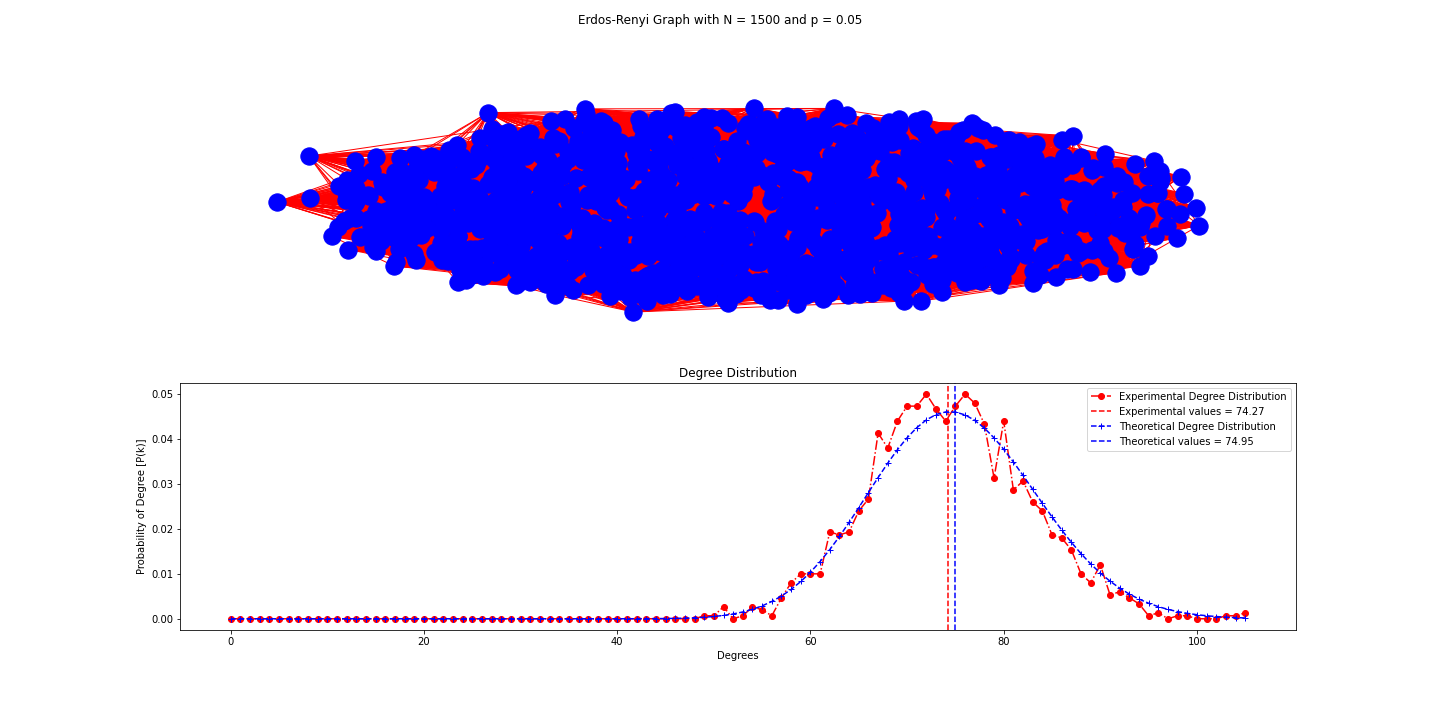 Erdos-Renyi Graph with N = 1500 and p = 0.05
Degree Distribution
Experimental Degree Distribution
Experimental values = 74.27
Theoretical Degree Distribution
Theoretical values = 74.95
Probability of Degree [P(k)]
0.05
0.04
0.03
0.02
0.01
0.00
0 20 40 60 80 100
Degrees